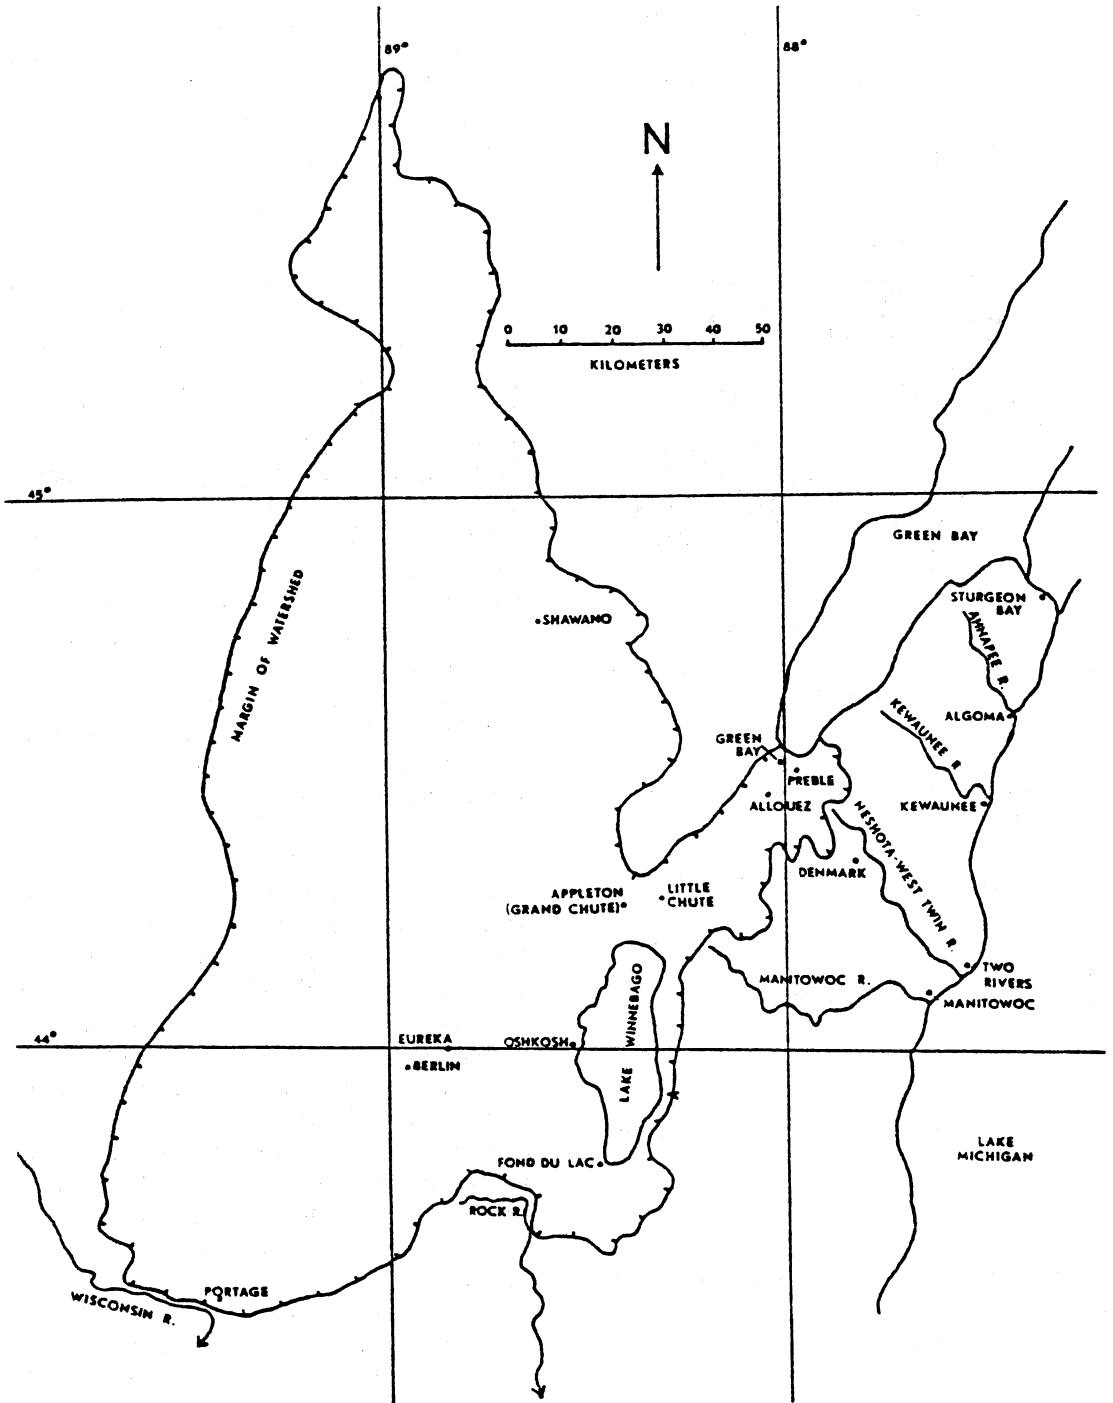 89°
88°
N
0 10 20 30 40 50
KILOMETERS
45°
GREEN BAY
STURGEON
BAY
AHNAPEE R.
SHAWANO
MARGIN OF WATERSHED
ALGOMA
KEWAUNEE R
GREEN
BAY
PREBLE
ALLOUEZ
KEWAUNEE
NESHOTA-WEST TWIN R.
DENMARK
APPLETON
(GRAND CHUTE)
LITTLE
CHUTE
TWO
RIVERS
MANITOWOC R.
MANITOWOC
LAKE WINNEBAGO
44°
EUREKA
OSHKOSH
BERLIN
LAKE
MICHIGAN
FOND DU LAC
ROCK R.
PORTAGE
WISCONSIN R.